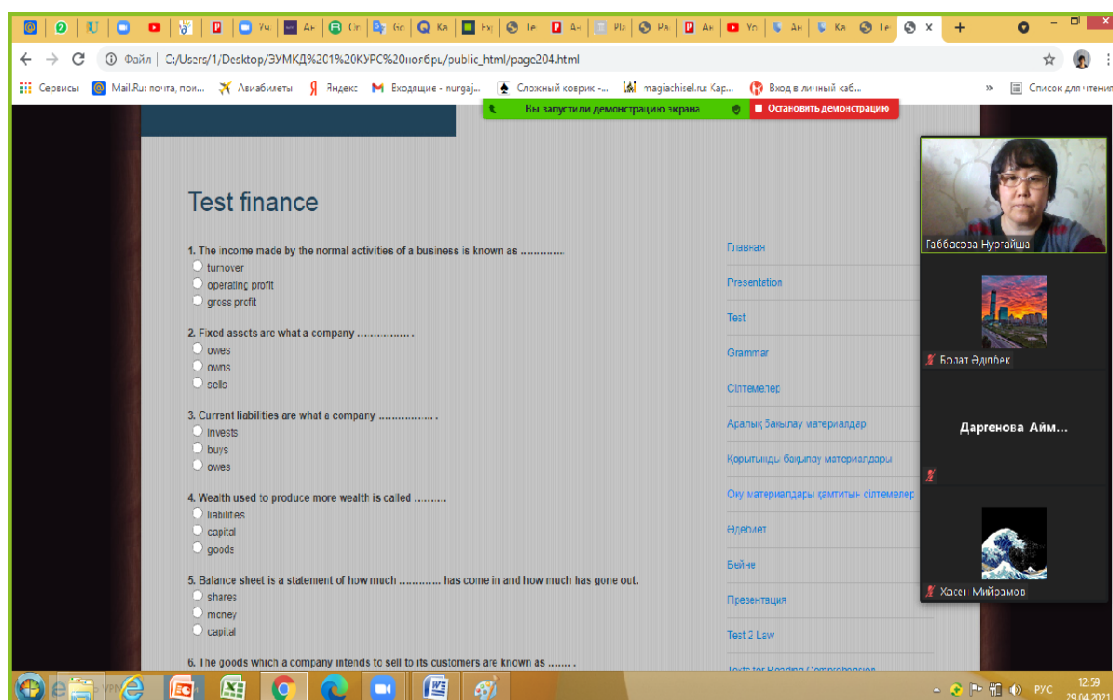 Файл | C:/Users/1/Desktop/ЭУМКД%201%20КУРС%20ноябрь/public_html/page204.html
Сервисы
Mail.Ru: почта, пои...
Авиабилеты
Яндекс
Входящие - nurgaj...
Сложный коврик -...
magiachisel.ru: Кар...
Вход в личный каб...
»
Список для чтения
Вы запустили демонстрацию экрана
Остановить демонстрацию
Test finance
1. The income made by the normal activities of a business is known as ..............
turnover
operating profit
gross profit
2. Fixed assets are what a company ................. .
owes
owns
sells
3. Current liabilities are what a company ................. .
invests
buys
owes
4. Wealth used to produce more wealth is called ..........
liabilities
capital
goods
5. Balance sheet is a statement of how much ............. has come in and how much has gone out.
shares
money
capital
6. The goods which a company intends to sell to its customers are known as ........ .
Главная
Presentation
Test
Grammar
Сілтемелер
Аралық бақылау материалдар
Қорытынды бақылау материалдары
Оқу материалдары қамтитын сілтемелер
Әдебиет
Бейне
Презентация
Test 2 Law
Texts for Reading Comprehension
Габбасова Нургайша
Болат Әділбек
Даргенова Айм...
Хасен Мийрамов
РУС
12:59